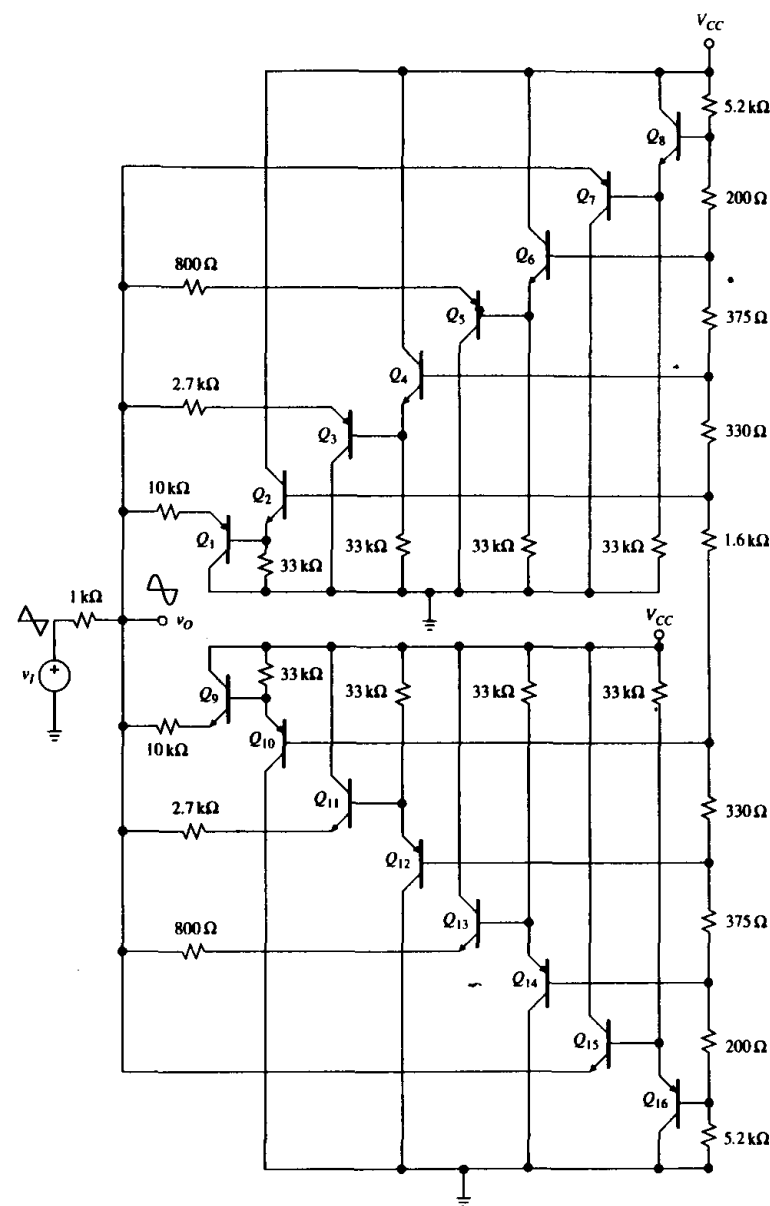 V_CC
5.2 kΩ
Q_8
200 Ω
Q_7
Q_6
800 Ω
Q_5
375 Ω
Q_4
2.7 kΩ
Q_3
330 Ω
10 kΩ
Q_2
Q_1
33 kΩ
33 kΩ
33 kΩ
33 kΩ
1.6 kΩ
1 kΩ
v_O
V_CC
v_I
+
Q_9
33 kΩ
33 kΩ
33 kΩ
33 kΩ
10 kΩ
Q_10
2.7 kΩ
Q_11
330 Ω
Q_12
800 Ω
Q_13
375 Ω
Q_14
Q_15
200 Ω
Q_16
5.2 kΩ